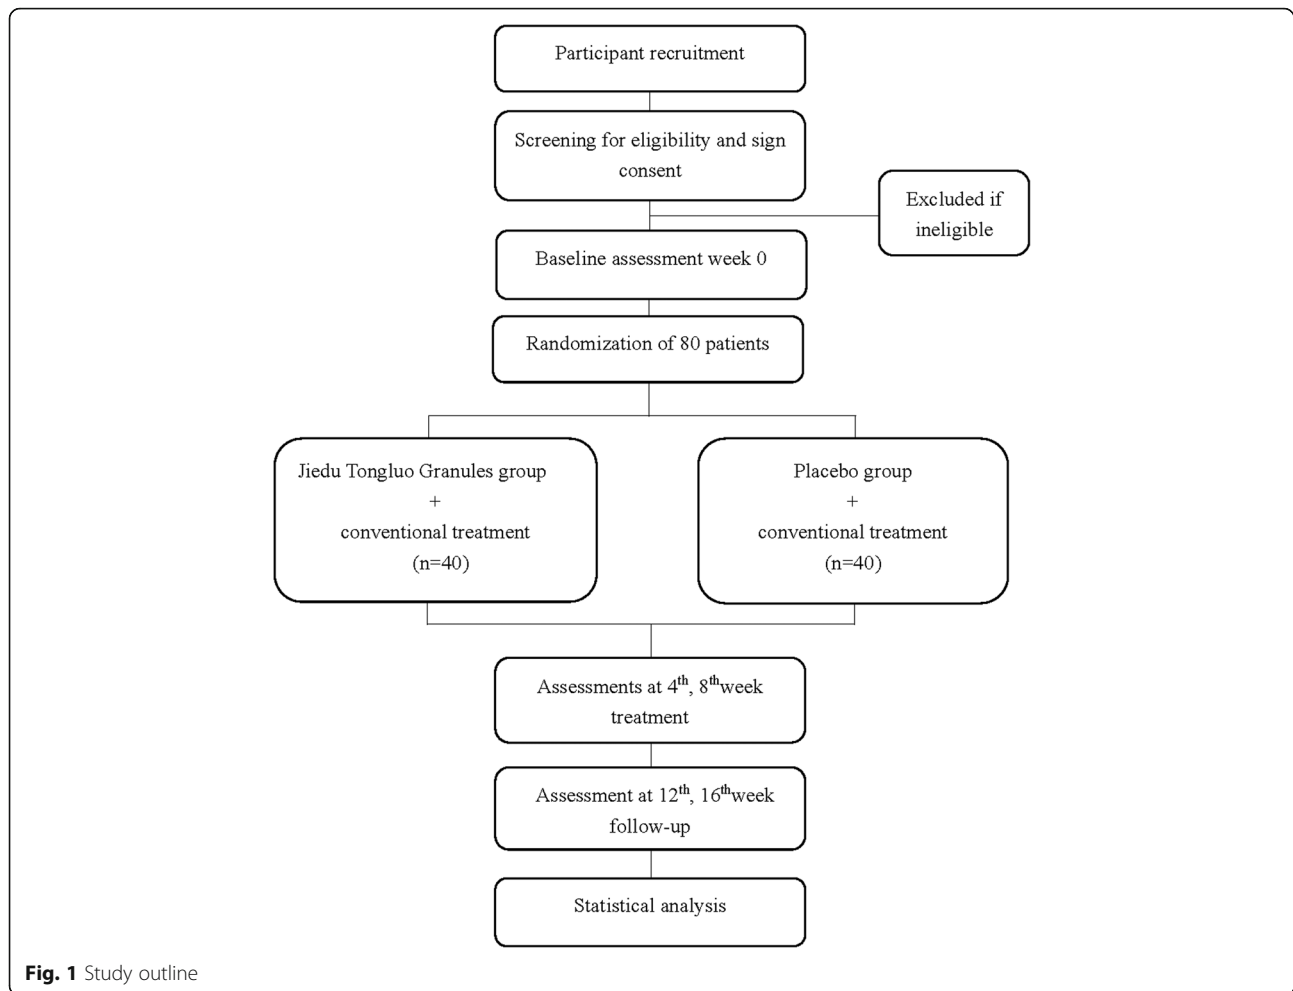 Participant recruitment
Screening for eligibility and sign
consent
Excluded if
ineligible
Baseline assessment week 0
Randomization of 80 patients
Jiedu Tongluo Granules group
+
conventional treatment
(n=40)
Placebo group
+
conventional treatment
(n=40)
Assessments at 4th, 8thweek
treatment
Assessment at 12th, 16thweek
follow-up
Statistical analysis
Fig. 1 Study outline